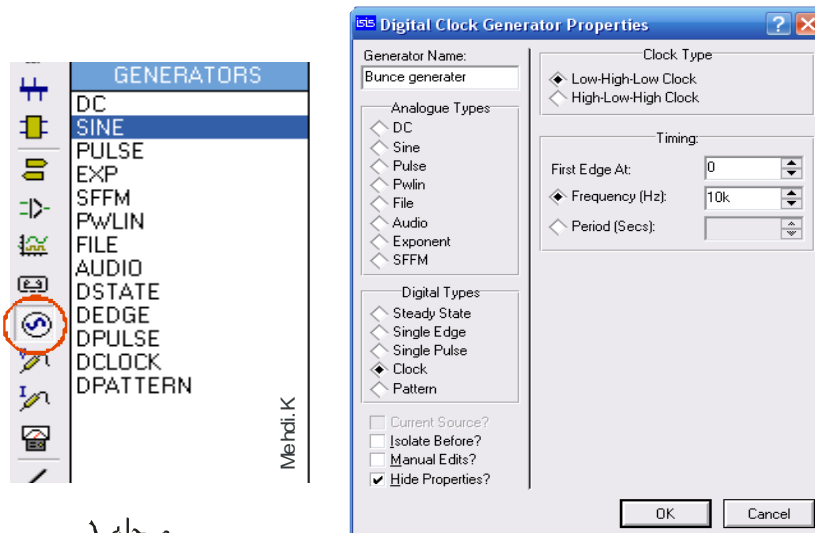 GENERATORS
DC
SINE
PULSE
EXP
SFFM
PWLIN
FILE
AUDIO
DSTATE
DEDGE
DPULSE
DCLOCK
DPATTERN
Mehdi.K
isis Digital Clock Generator Properties
Generator Name:
Bunce generater
Analogue Types
DC
Sine
Pulse
Pwlin
File
Audio
Exponent
SFFM
Digital Types
Steady State
Single Edge
Single Pulse
Clock
Pattern
Current Source?
Isolate Before?
Manual Edits?
Hide Properties?
Clock Type
Low-High-Low Clock
High-Low-High Clock
Timing:
First Edge At: 0
Frequency (Hz): 10k
Period (Secs):
OK Cancel